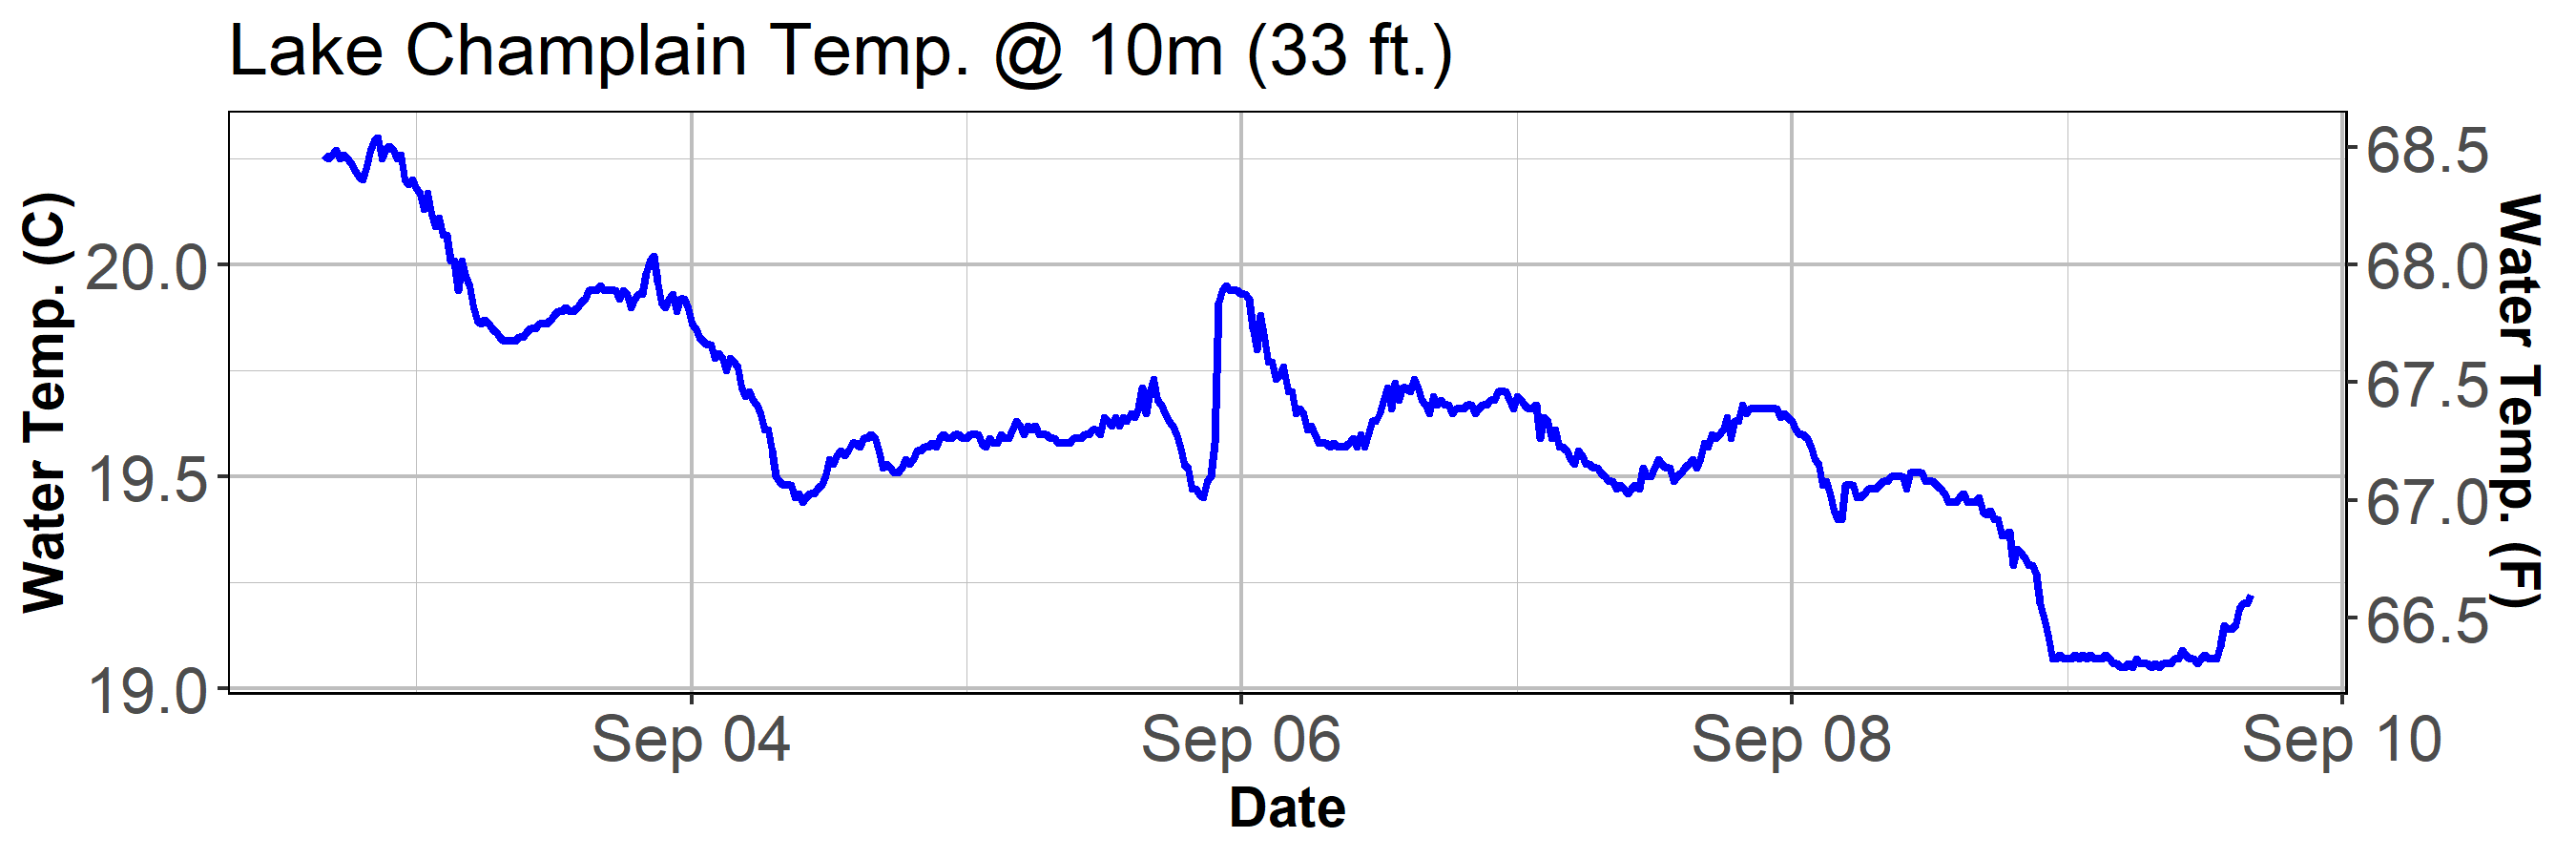 Lake Champlain Temp. @ 10m (33 ft.)
Water Temp. (C)
20.0
19.5
19.0
68.5
68.0
67.5
67.0
66.5
Water Temp. (F)
Sep 04
Sep 06
Sep 08
Sep 10
Date